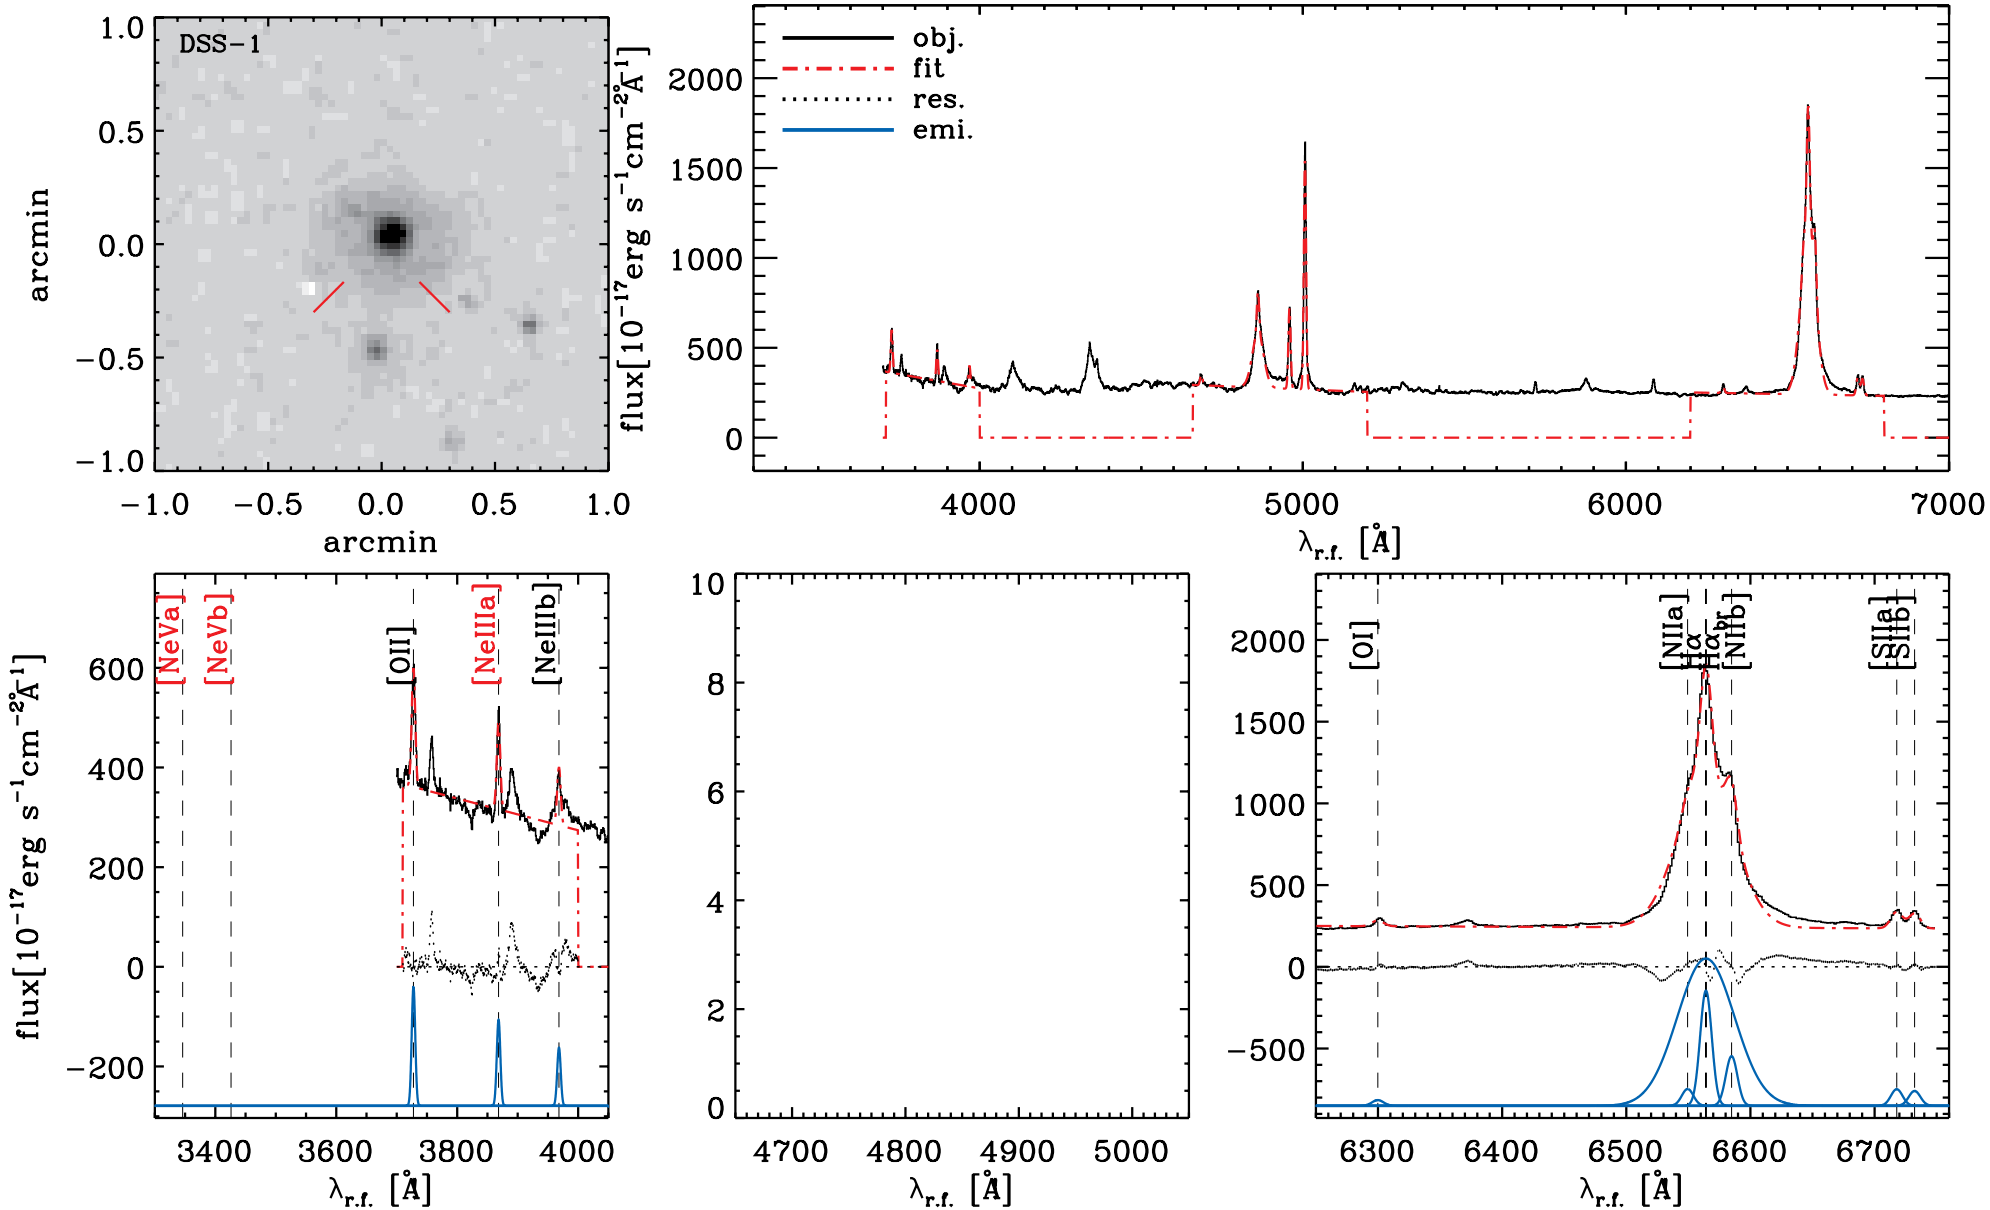 DSS-1
1.0
0.5
0.0
-0.5
-1.0
-1.0 -0.5 0.0 0.5 1.0
arcmin
arcmin
obj.
fit
res.
emi.
2000
1500
1000
500
0
4000 5000 6000 7000
λr.f. [Å]
flux[10⁻¹⁷erg s⁻¹cm⁻²Å⁻¹]
[NeVa]
[NeVb]
[OII]
[NeIIIa]
[NeIIIb]
600
400
200
0
-200
3400 3600 3800 4000
λr.f. [Å]
flux[10⁻¹⁷erg s⁻¹cm⁻²Å⁻¹]
10
8
6
4
2
0
4700 4800 4900 5000
λr.f. [Å]
[OI]
[NIIa]
Hα
Hαbr
[NIIb]
[SIIa]
[SIIb]
2000
1500
1000
500
0
-500
6300 6400 6500 6600 6700
λr.f. [Å]